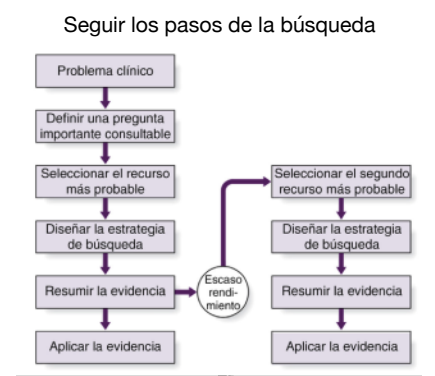 Seguir los pasos de la búsqueda
Problema clínico
Definir una pregunta
importante consultable
Seleccionar el recurso
más probable
Diseñar la estrategia
de búsqueda
Resumir la evidencia
Aplicar la evidencia
Escaso
rendi-
miento
Seleccionar el segundo
recurso más probable
Diseñar la estrategia
de búsqueda
Resumir la evidencia
Aplicar la evidencia